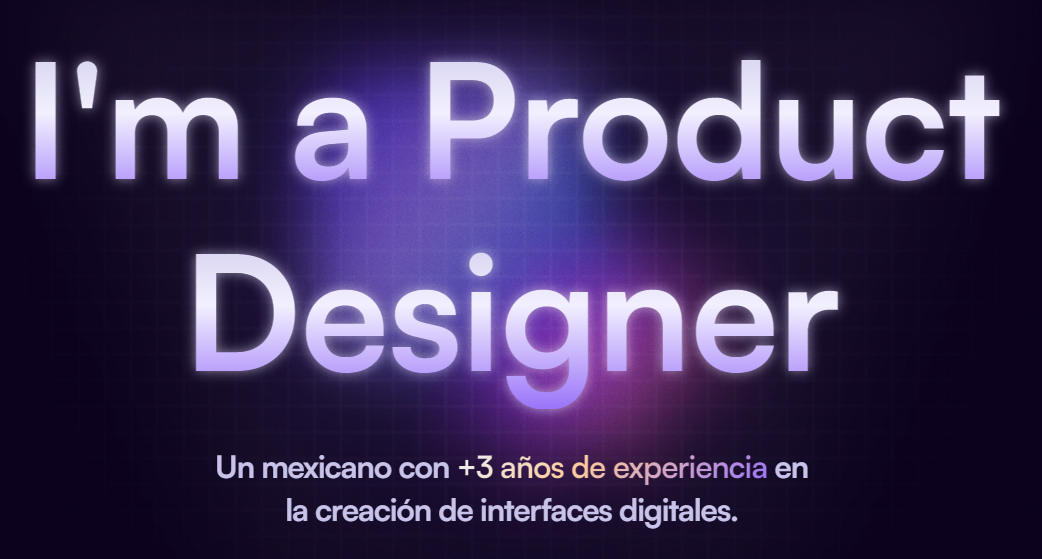 I'm a Product
Designer
Un mexicano con +3 años de experiencia en
la creación de interfaces digitales.